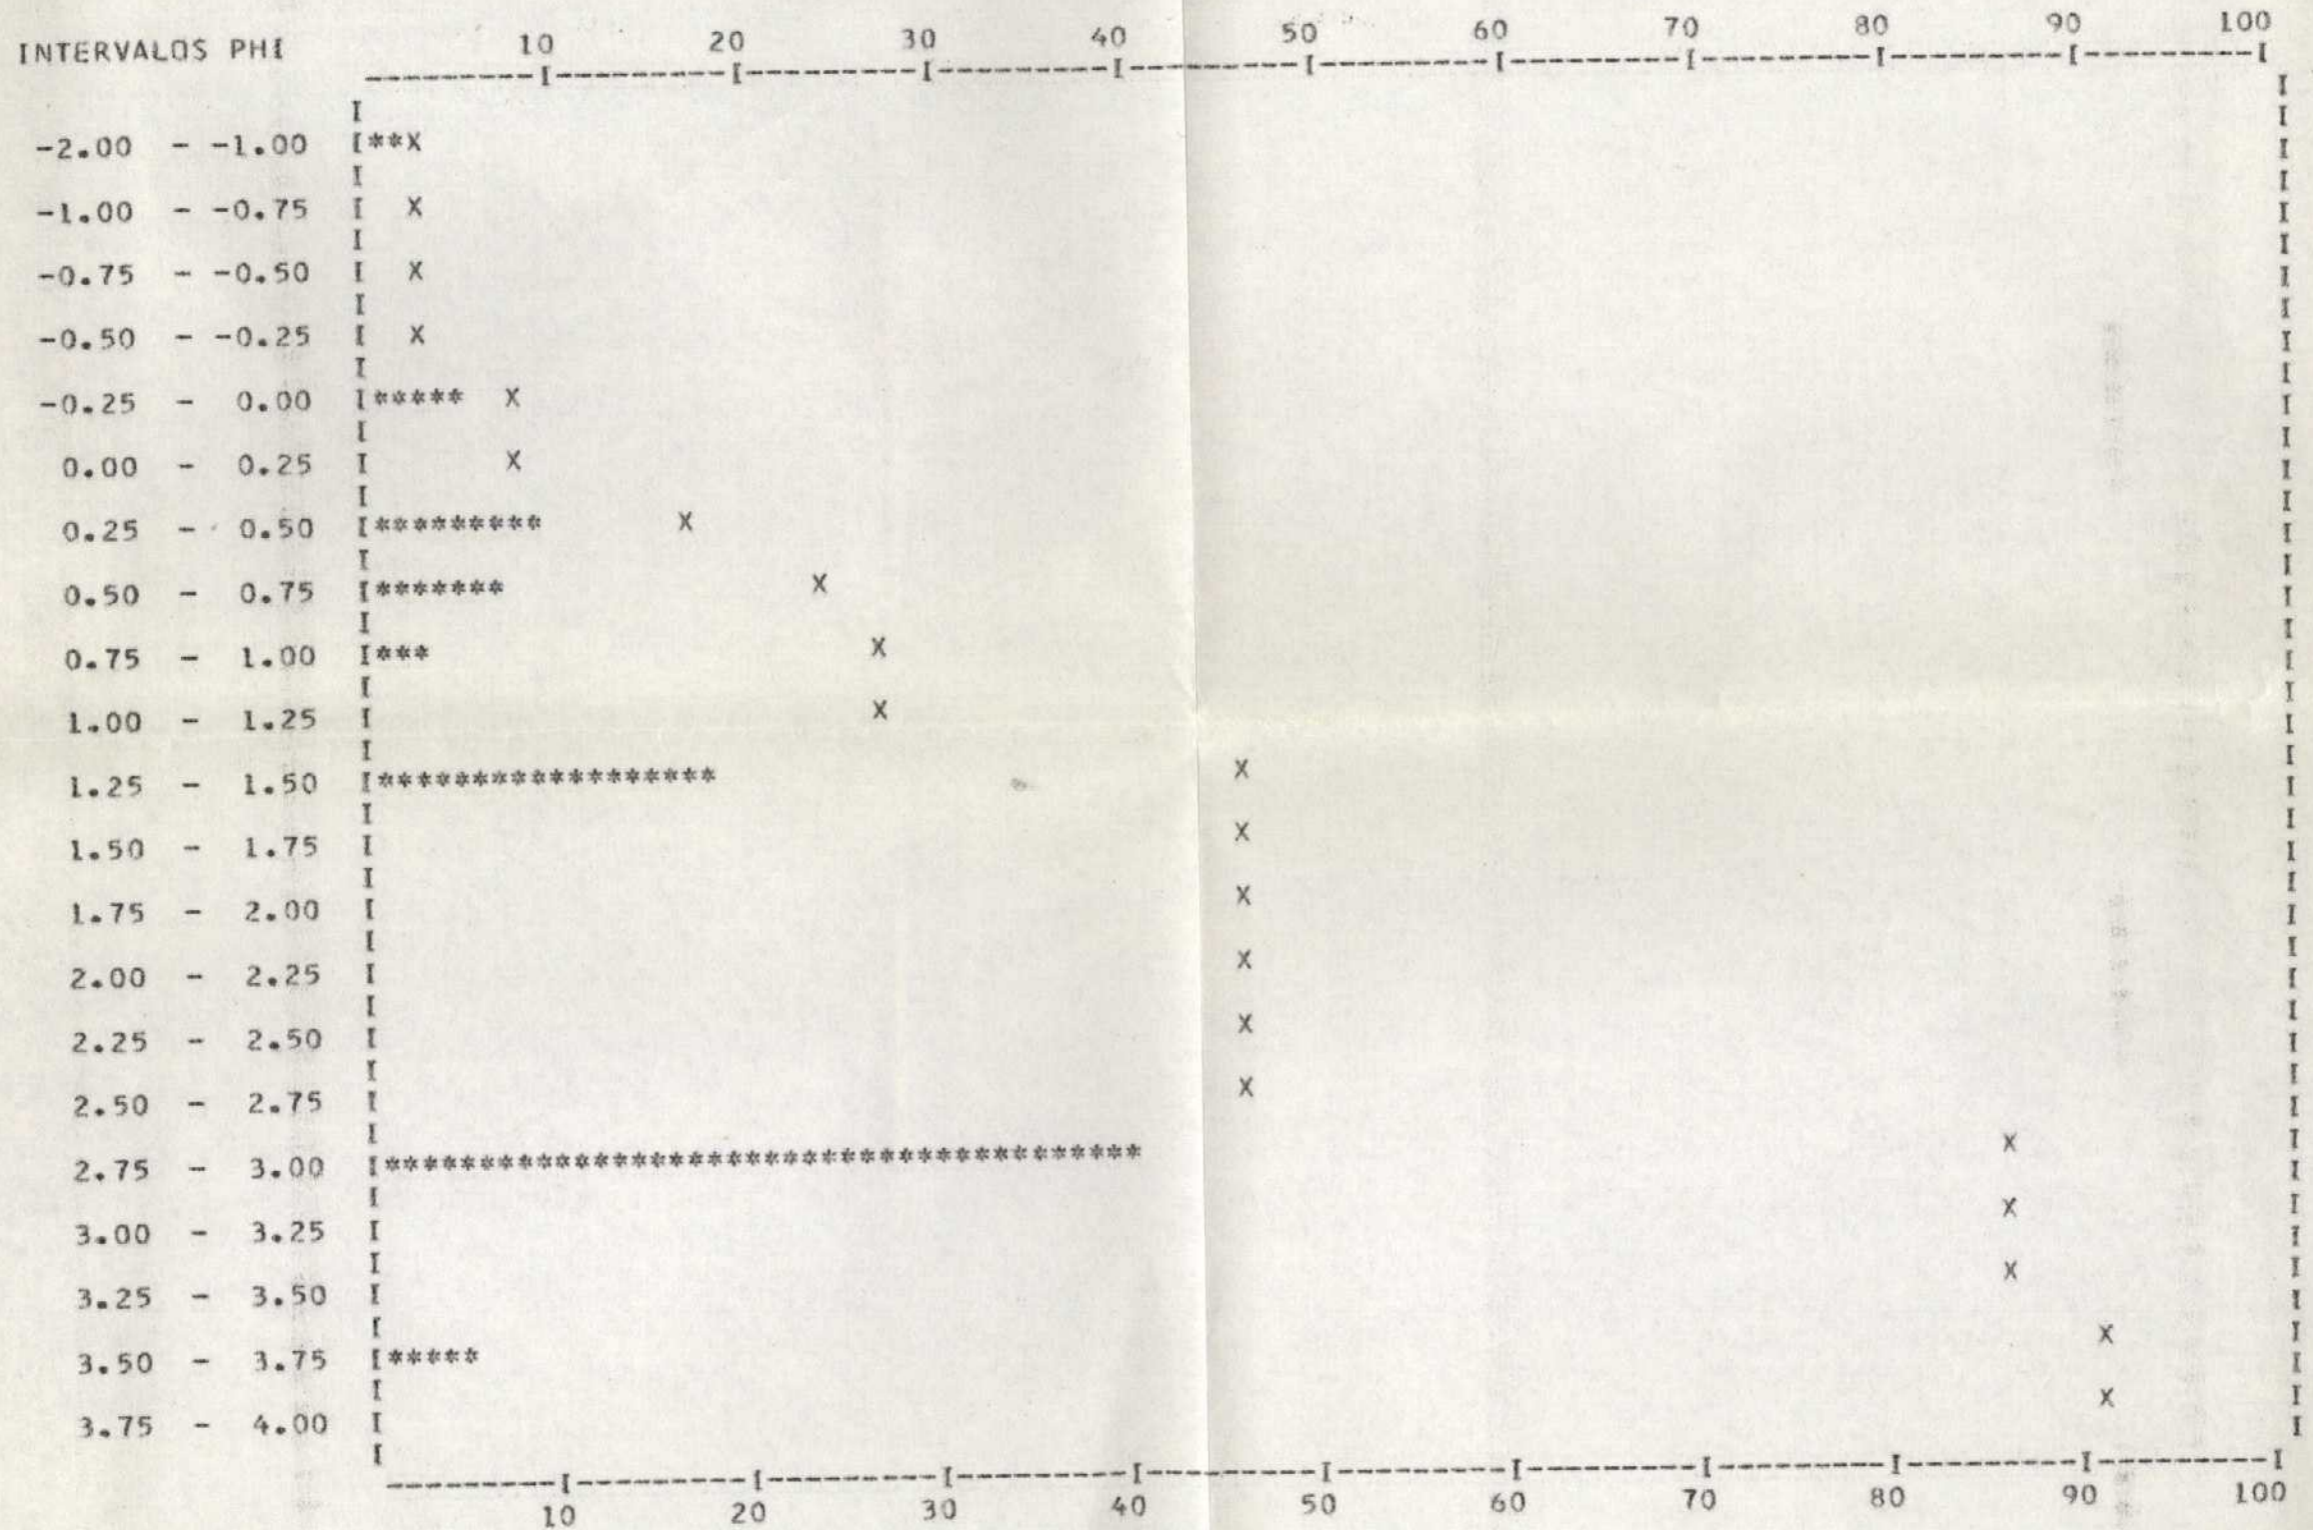 INTERVALOS PHI 10 20 30 40 50 60 70 80 90 100
---------I---------I---------I---------I---------I---------I---------I---------I---------I---------I
I I
-2.00 - -1.00 I**X I
I I
-1.00 - -0.75 I X I
I I
-0.75 - -0.50 I X I
I I
-0.50 - -0.25 I X I
I I
-0.25 - 0.00 I***** X I
I I
0.00 - 0.25 I X I
I I
0.25 - 0.50 I********* X I
I I
0.50 - 0.75 I******* X I
I I
0.75 - 1.00 I*** X I
I I
1.00 - 1.25 I X I
I I
1.25 - 1.50 I****************** X I
I I
1.50 - 1.75 I X I
I I
1.75 - 2.00 I X I
I I
2.00 - 2.25 I X I
I I
2.25 - 2.50 I X I
I I
2.50 - 2.75 I X I
I I
2.75 - 3.00 I**************************************** X I
I I
3.00 - 3.25 I X I
I I
3.25 - 3.50 I X I
I I
3.50 - 3.75 I***** X I
I I
3.75 - 4.00 I X I
I I
---------I---------I---------I---------I---------I---------I---------I---------I---------I---------I
10 20 30 40 50 60 70 80 90 100